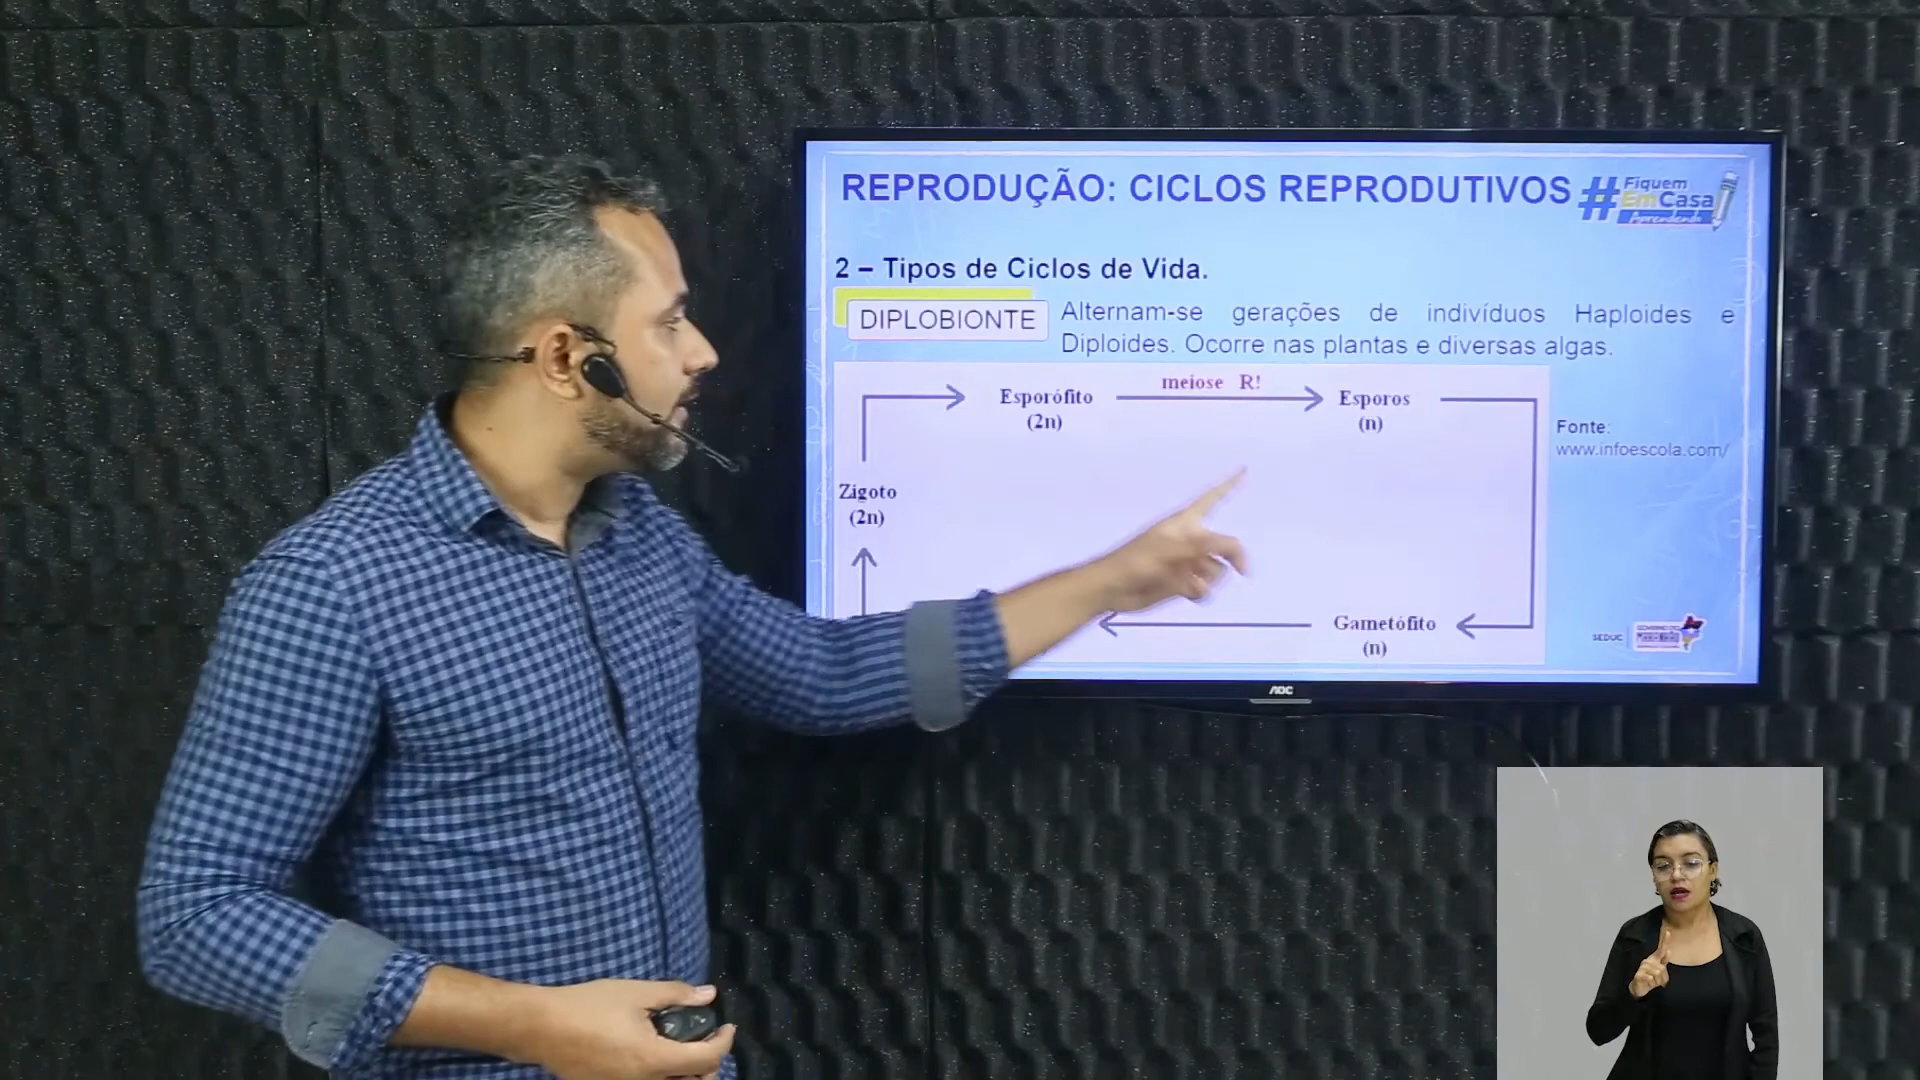 REPRODUÇÃO: CICLOS REPRODUTIVOS
#Fiquem
EmCasa
Aprendendo
2 – Tipos de Ciclos de Vida.
DIPLOBIONTE
Alternam-se gerações de indivíduos Haploides e
Diploides. Ocorre nas plantas e diversas algas.
meiose R!
Esporófito
(2n)
Esporos
(n)
Fonte:
www.infoescola.com/
Zigoto
(2n)
Gametófito
(n)
SEDUC
AOC